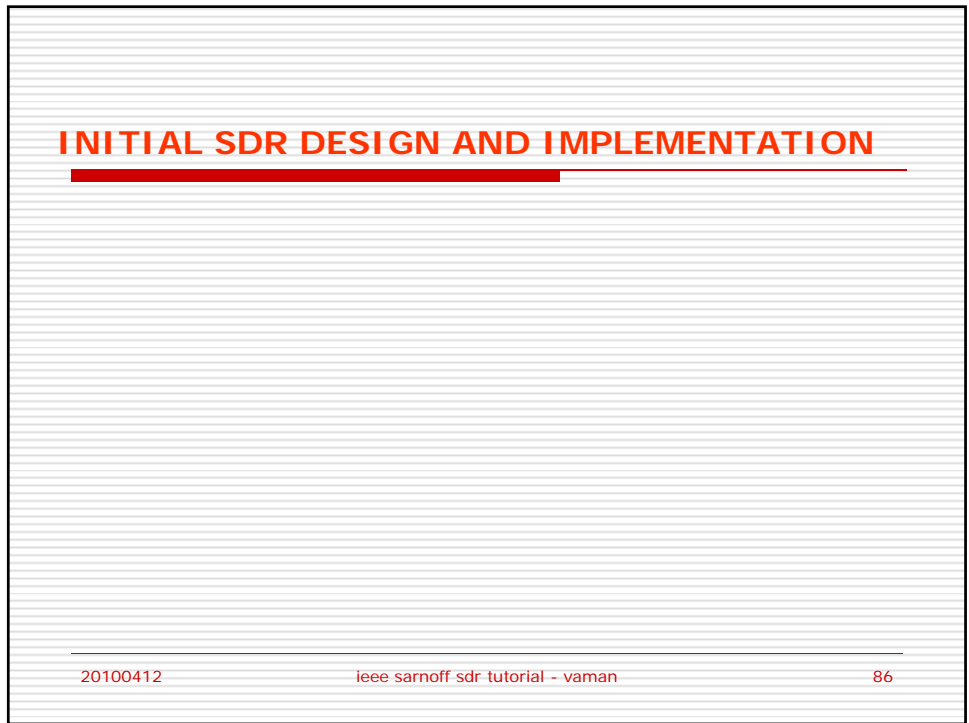 INITIAL SDR DESIGN AND IMPLEMENTATION
20100412 ieee sarnoff sdr tutorial - vaman 86